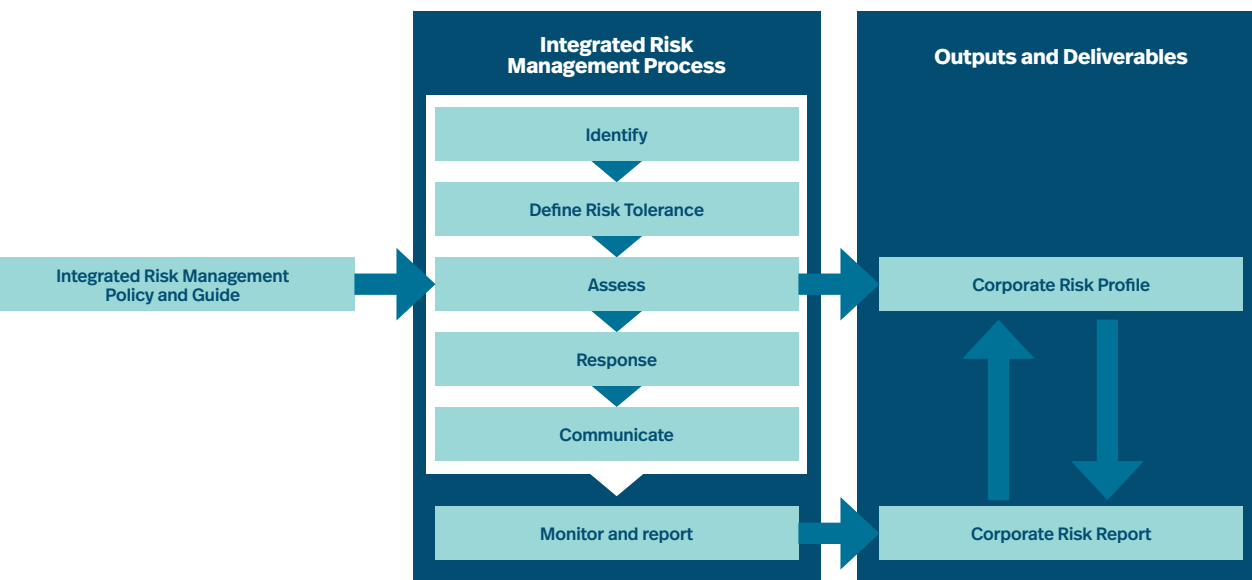 Integrated Risk Management
Policy and Guide
Integrated Risk
Management Process
Identify
Define Risk Tolerance
Assess
Response
Communicate
Monitor and report
Outputs and Deliverables
Corporate Risk Profile
Corporate Risk Report